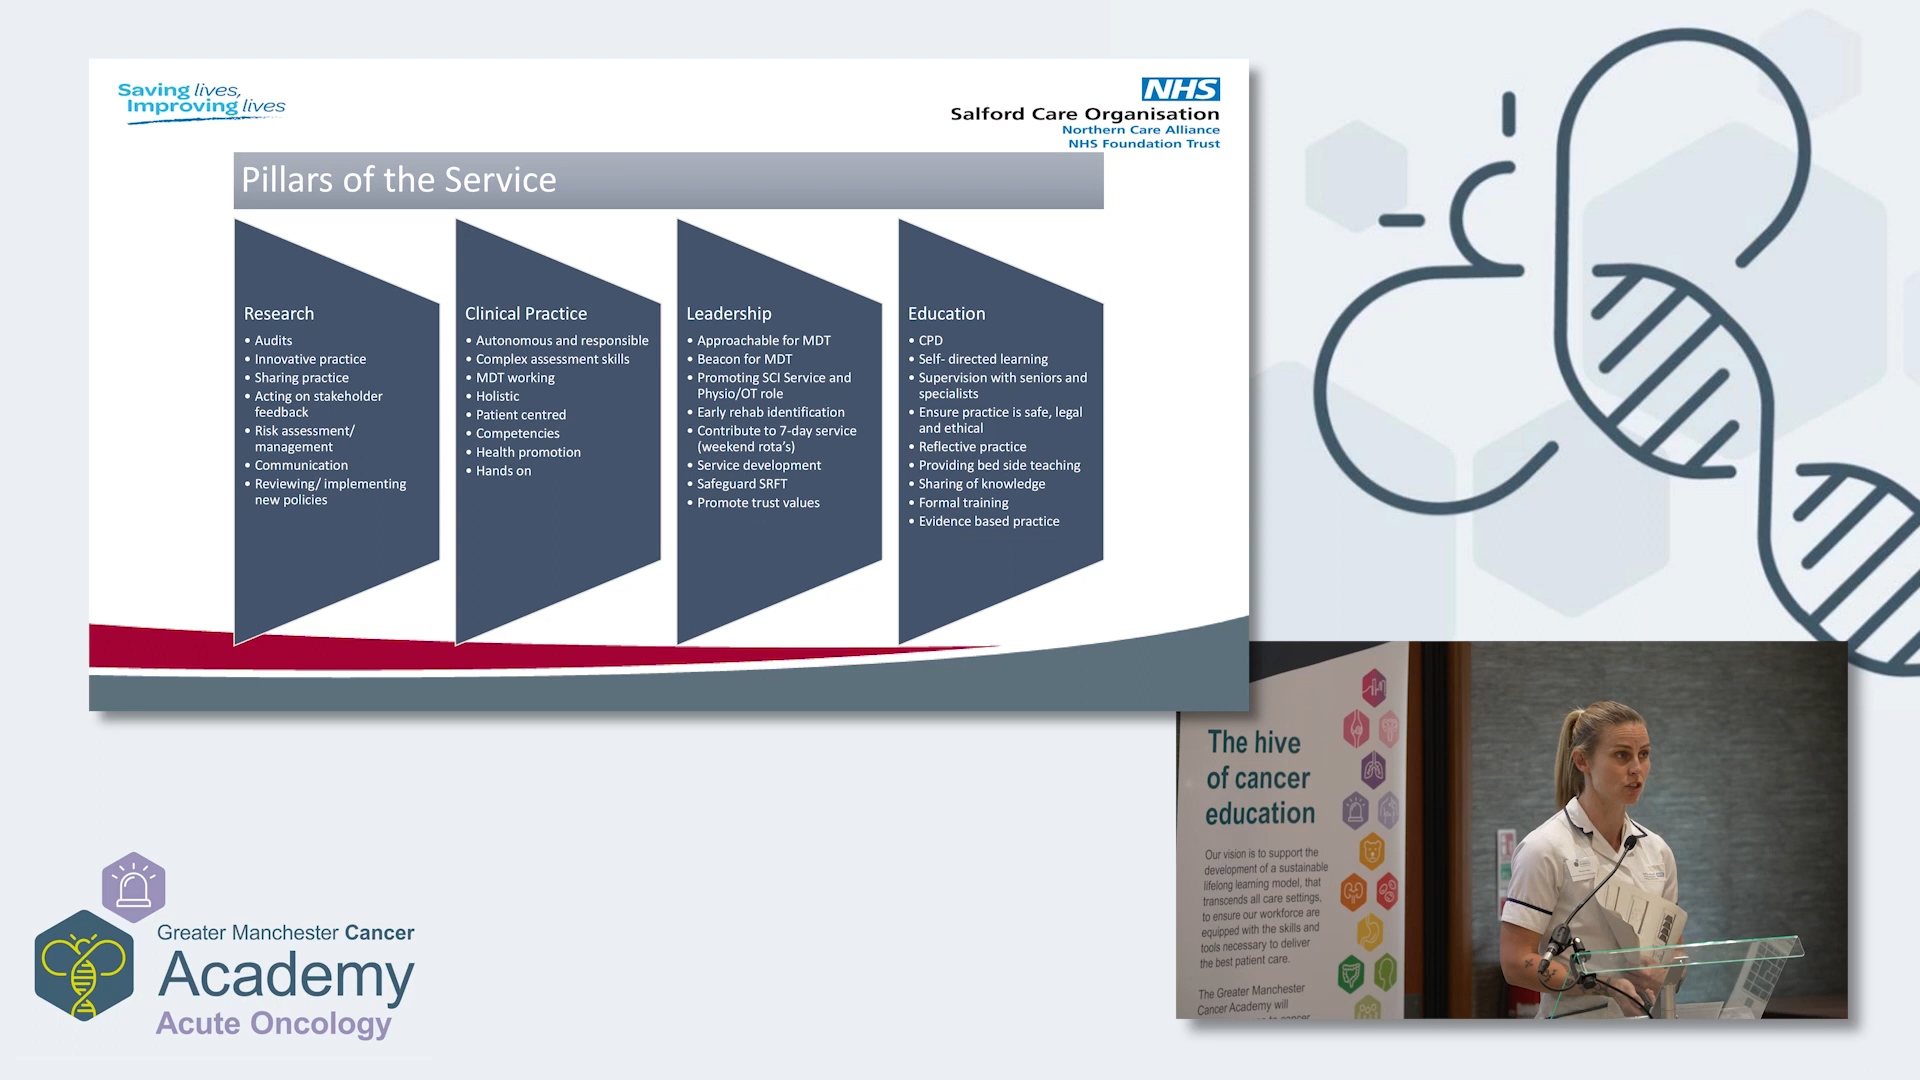 Saving lives,
Improving lives
NHS
Salford Care Organisation
Northern Care Alliance
NHS Foundation Trust
Pillars of the Service
Research
• Audits
• Innovative practice
• Sharing practice
• Acting on stakeholder
feedback
• Risk assessment/
management
• Communication
• Reviewing/ implementing
new policies
Clinical Practice
• Autonomous and responsible
• Complex assessment skills
• MDT working
• Holistic
• Patient centred
• Competencies
• Health promotion
• Hands on
Leadership
• Approachable for MDT
• Beacon for MDT
• Promoting SCI Service and
Physio/OT role
• Early rehab identification
• Contribute to 7-day service
(weekend rota's)
• Service development
• Safeguard SRFT
• Promote trust values
Education
• CPD
• Self- directed learning
• Supervision with seniors and
specialists
• Ensure practice is safe, legal
and ethical
• Reflective practice
• Providing bed side teaching
• Sharing of knowledge
• Formal training
• Evidence based practice
The hive
of cancer
education
Our vision is to support the
development of a sustainable
lifelong learning model, that
transcends all care settings,
to ensure our workforce are
equipped with the skills and
tools necessary to deliver
the best patient care.
The Greater Manchester
Cancer Academy will
Greater Manchester Cancer
Academy
Acute Oncology